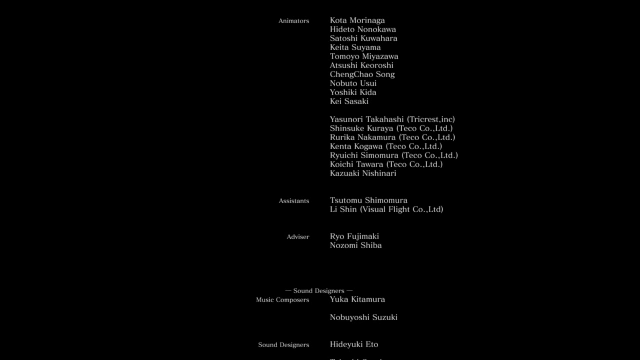 Animators Kota Morinaga
Hideto Nonokawa
Satoshi Kuwahara
Keita Suyama
Tomoyo Miyazawa
Atsushi Keoroshi
ChengChao Song
Nobuto Usui
Yoshiki Kida
Kei Sasaki
Yasunori Takahashi (Tricrest,inc)
Shinsuke Kuraya (Teco Co.,Ltd.)
Rurika Nakamura (Teco Co.,Ltd.)
Kenta Kogawa (Teco Co.,Ltd.)
Ryuichi Simomura (Teco Co.,Ltd.)
Koichi Tawara (Teco Co.,Ltd.)
Kazuaki Nishinari
Assistants Tsutomu Shimomura
Li Shin (Visual Flight Co.,Ltd)
Adviser Ryo Fujimaki
Nozomi Shiba
— Sound Designers —
Music Composers Yuka Kitamura
Nobuyoshi Suzuki
Sound Designers Hideyuki Eto